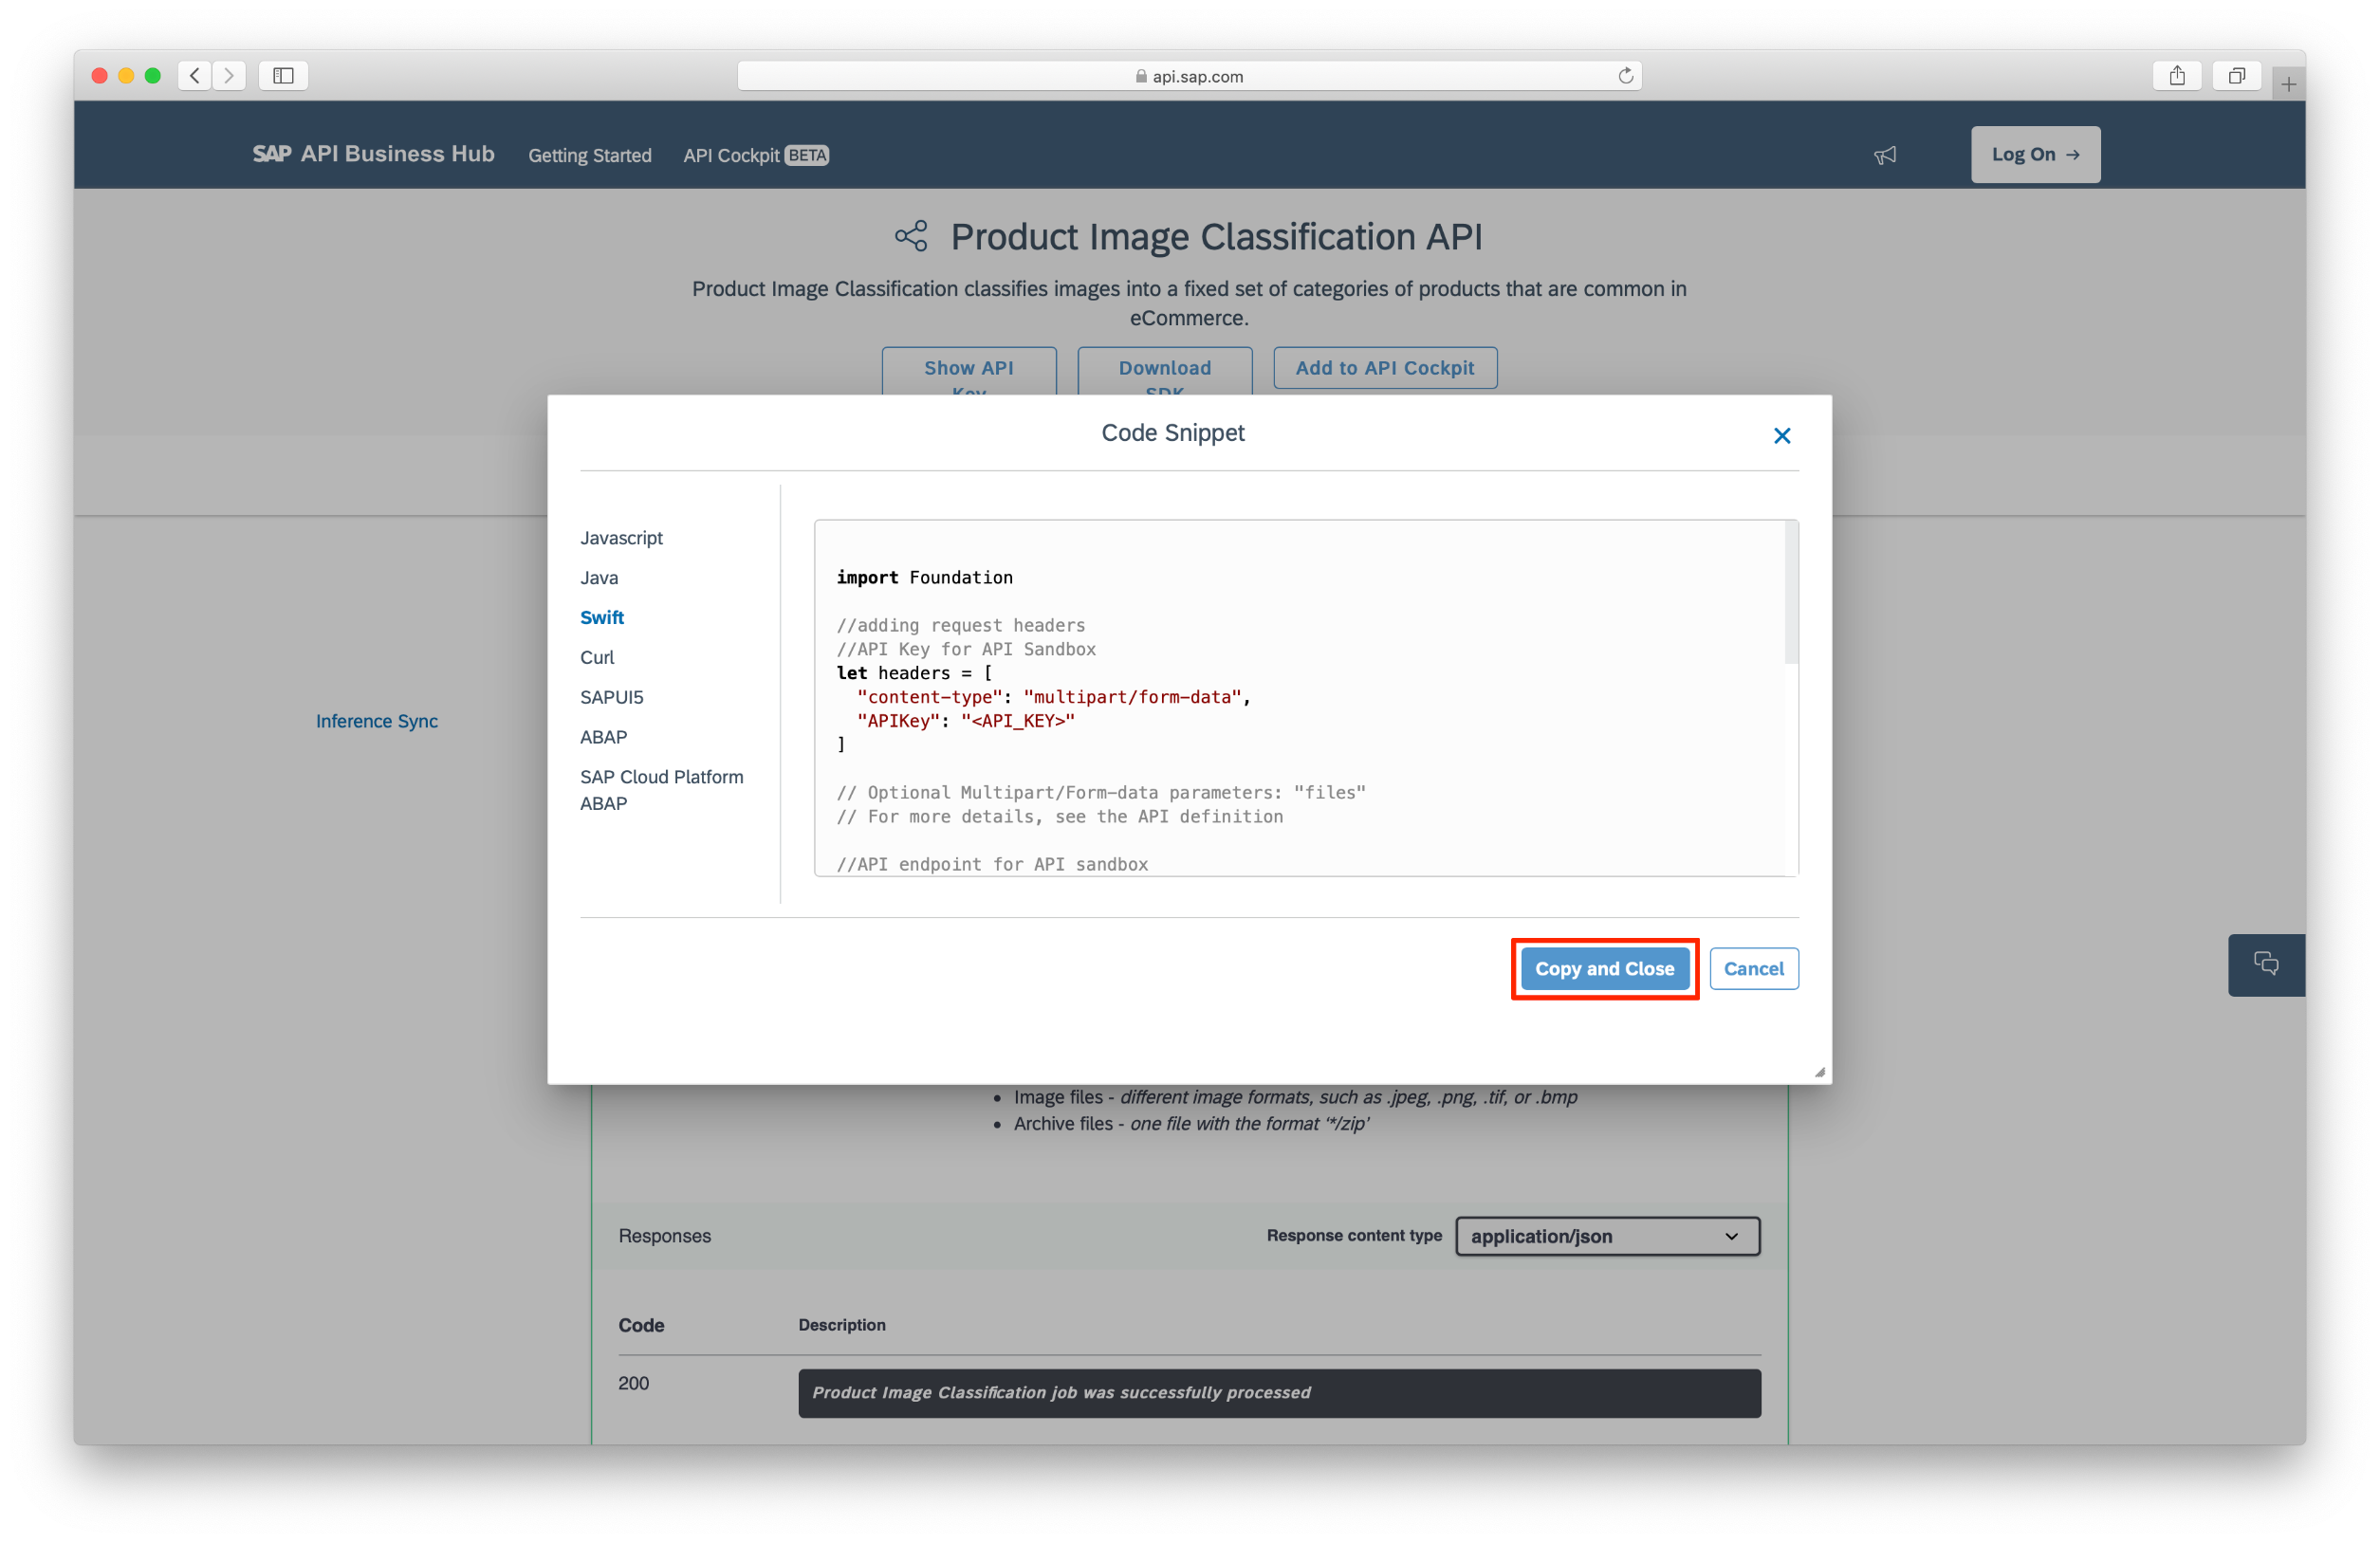 api.sap.com
SAP API Business Hub
Getting Started
API Cockpit BETA
Log On →
Product Image Classification API
Product Image Classification classifies images into a fixed set of categories of products that are common in
eCommerce.
Show API
Key
Download
SDK
Add to API Cockpit
Code Snippet
Javascript
Java
Swift
Curl
SAPUI5
ABAP
SAP Cloud Platform
ABAP
import Foundation
//adding request headers
//API Key for API Sandbox
let headers = [
"content-type": "multipart/form-data",
"APIKey": "<API_KEY>"
]
// Optional Multipart/Form-data parameters: "files"
// For more details, see the API definition
//API endpoint for API sandbox
Copy and Close
Cancel
Inference Sync
• Image files - different image formats, such as .jpeg, .png, .tif, or .bmp
• Archive files - one file with the format '*/zip'
Responses
Response content type
application/json
Code
Description
200
Product Image Classification job was successfully processed